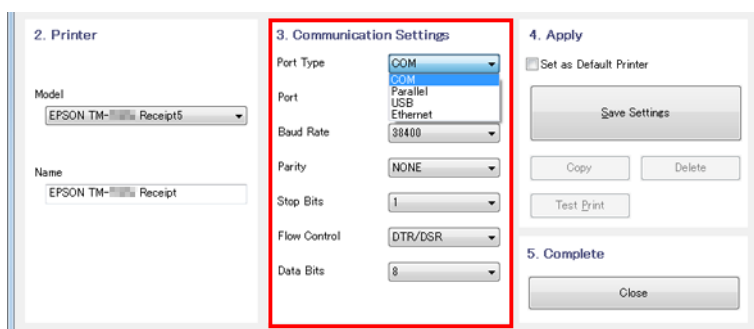 2. Printer
Model
EPSON TM- Receipt5
Name
EPSON TM- Receipt
3. Communication Settings
Port Type
COM
COM
Parallel
USB
Ethernet
Port
Baud Rate
38400
Parity
NONE
Stop Bits
1
Flow Control
DTR/DSR
Data Bits
8
4. Apply
Set as Default Printer
Save Settings
Copy
Delete
Test Print
5. Complete
Close